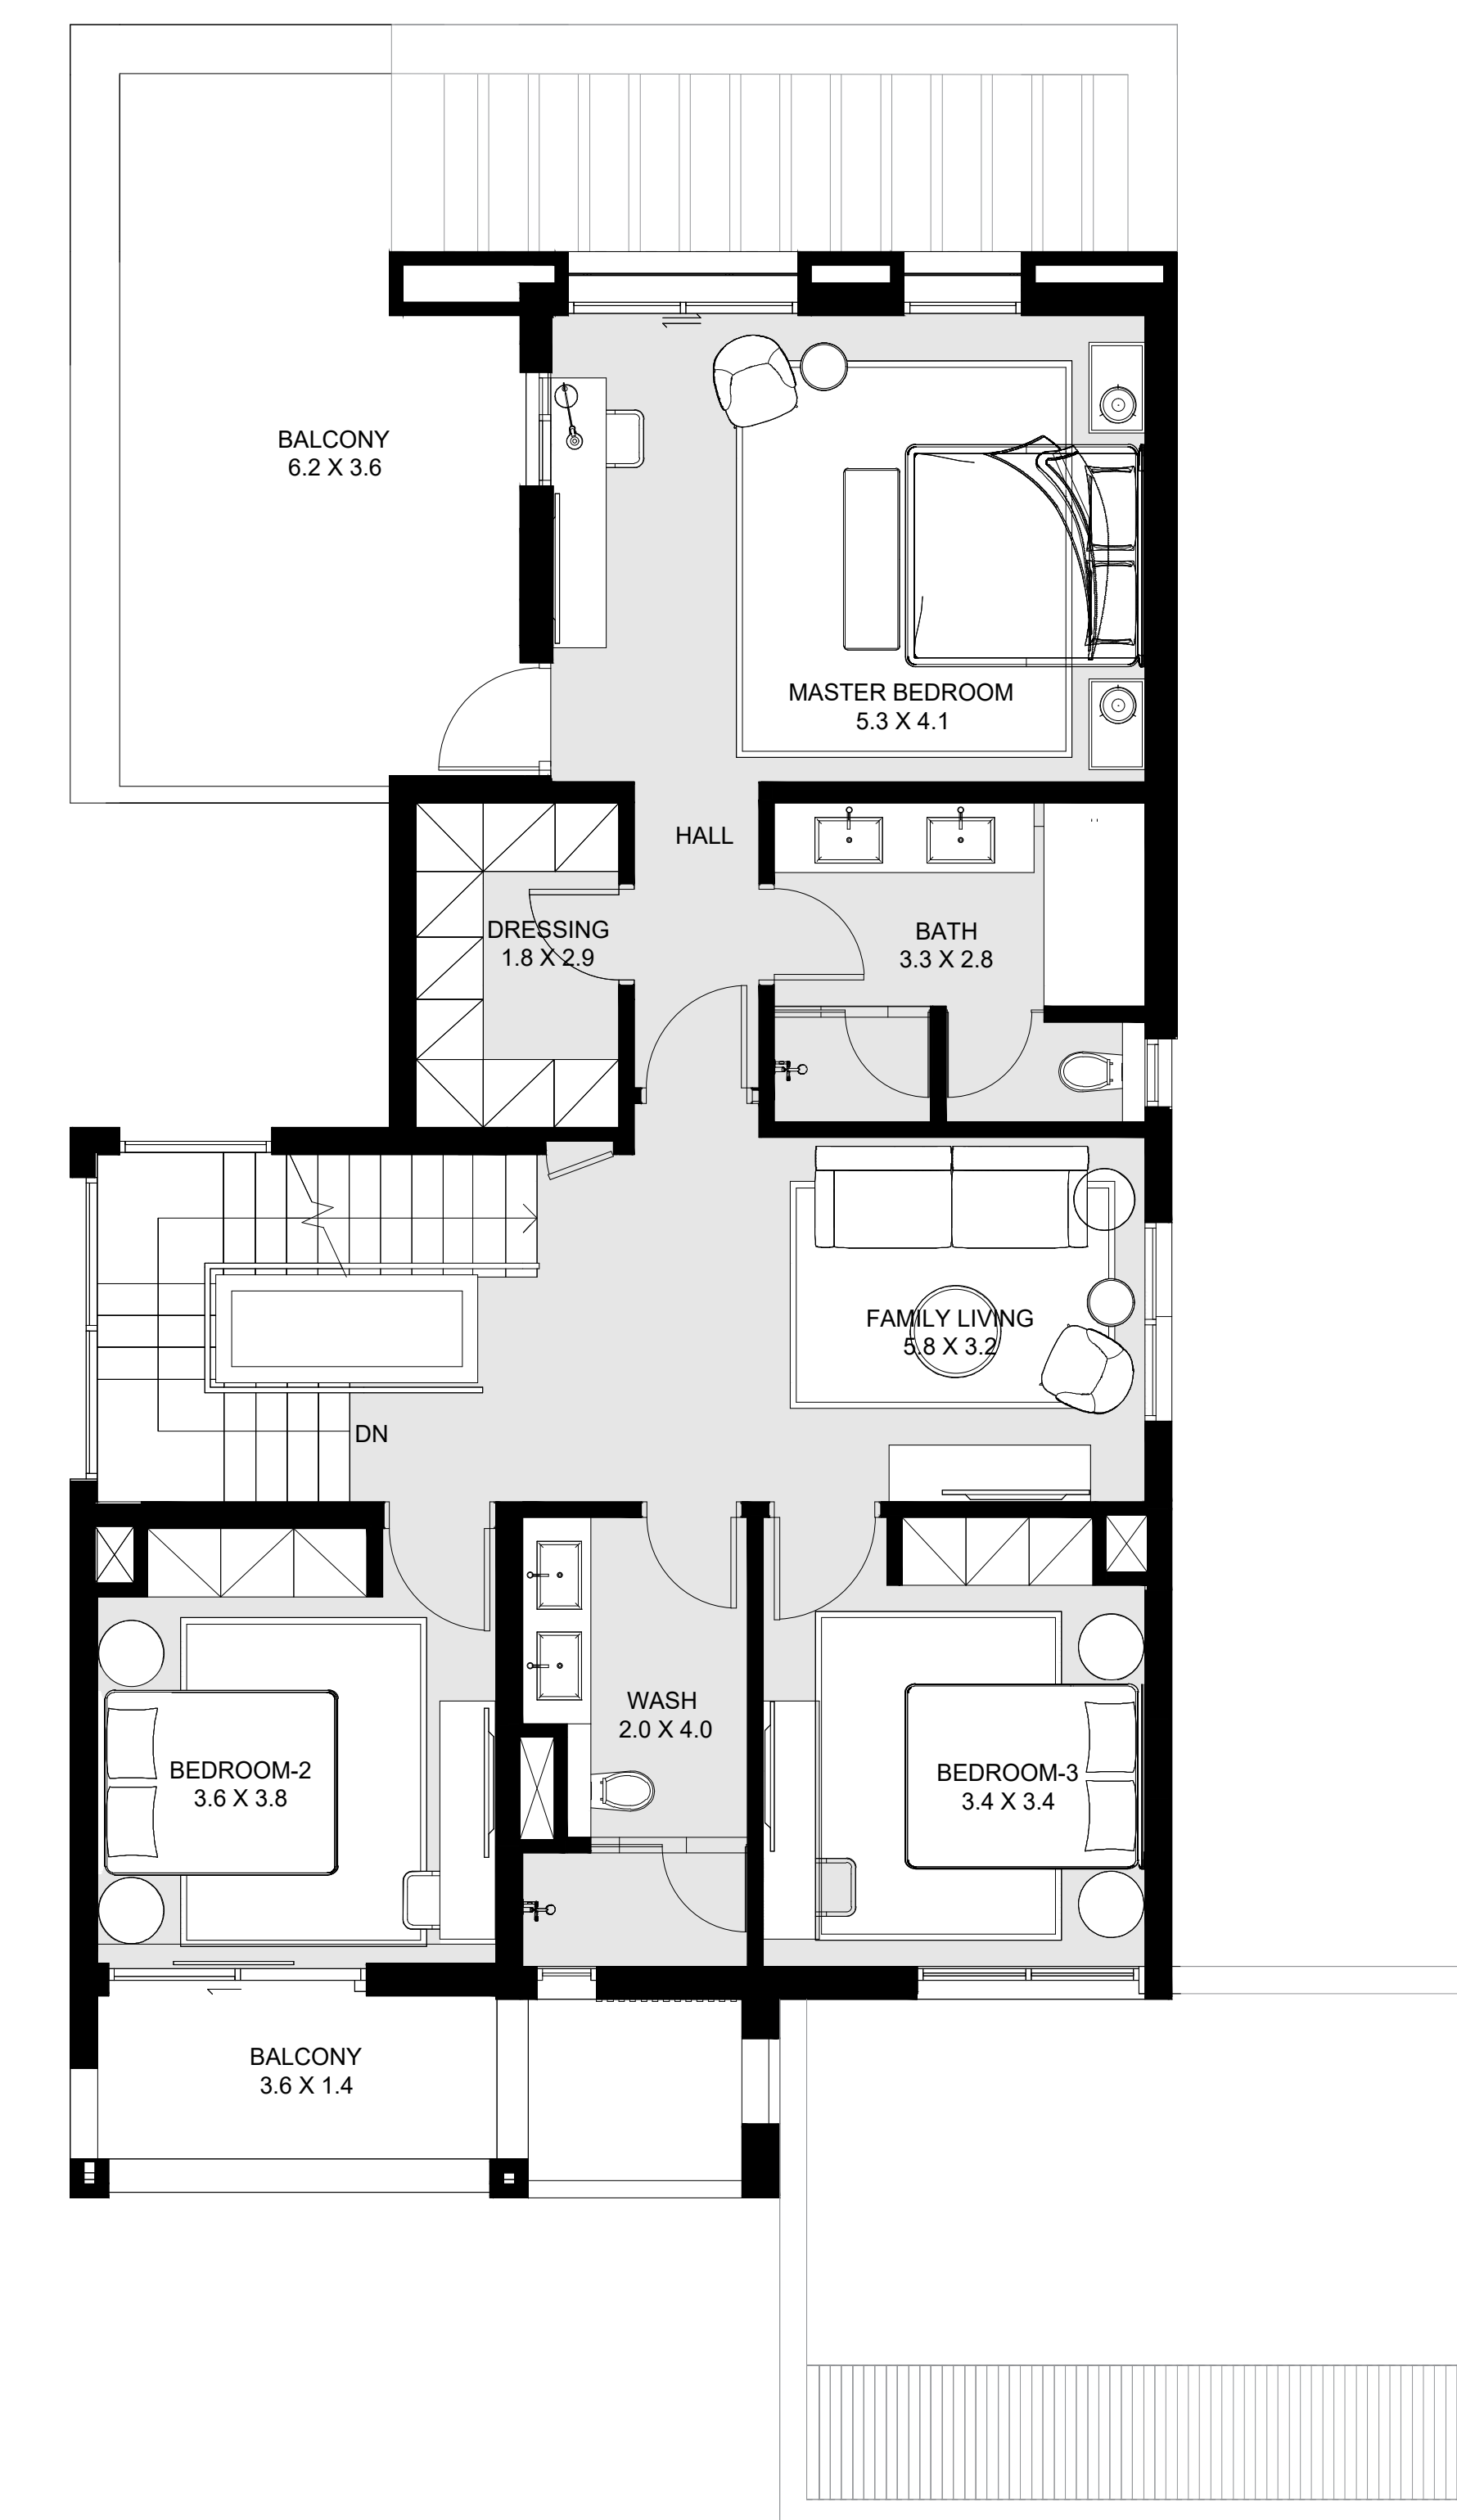 BALCONY
6.2 X 3.6
MASTER BEDROOM
5.3 X 4.1
HALL
DRESSING
1.8 X 2.9
BATH
3.3 X 2.8
FAMILY LIVING
5.8 X 3.2
DN
WASH
2.0 X 4.0
BEDROOM-2
3.6 X 3.8
BEDROOM-3
3.4 X 3.4
BALCONY
3.6 X 1.4